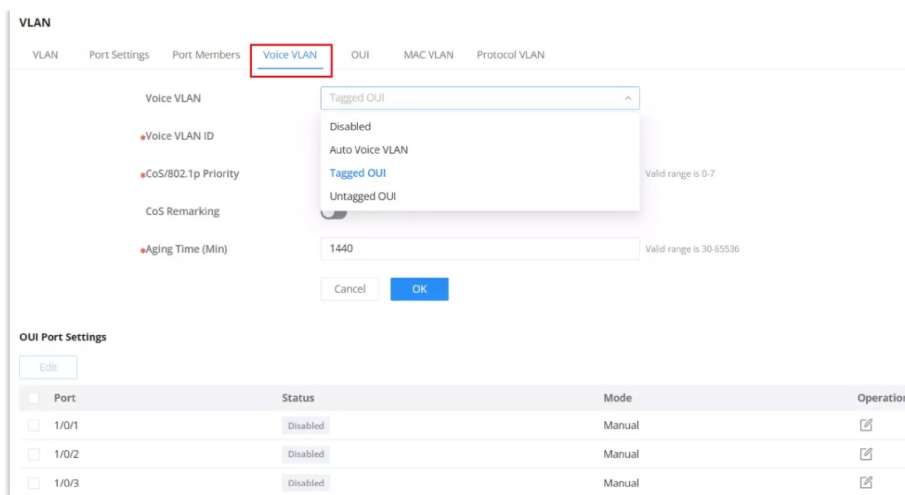 VLAN
VLAN Port Settings Port Members Voice VLAN OUI MAC VLAN Protocol VLAN
Voice VLAN Tagged OUI
Disabled
*Voice VLAN ID
Auto Voice VLAN
*CoS/802.1p Priority Tagged OUI Valid range is 0-7
Untagged OUI
CoS Remarking
*Aging Time (Min) 1440 Valid range is 30-65536
Cancel OK
OUI Port Settings
Edit
Port Status Mode Operation
1/0/1 Disabled Manual
1/0/2 Disabled Manual
1/0/3 Disabled Manual